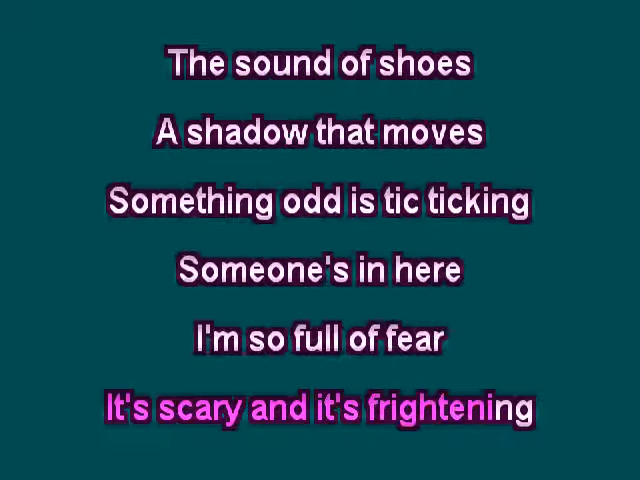 The sound of shoes
A shadow that moves
Something odd is tic ticking
Someone's in here
I'm so full of fear
It's scary and it's frightening